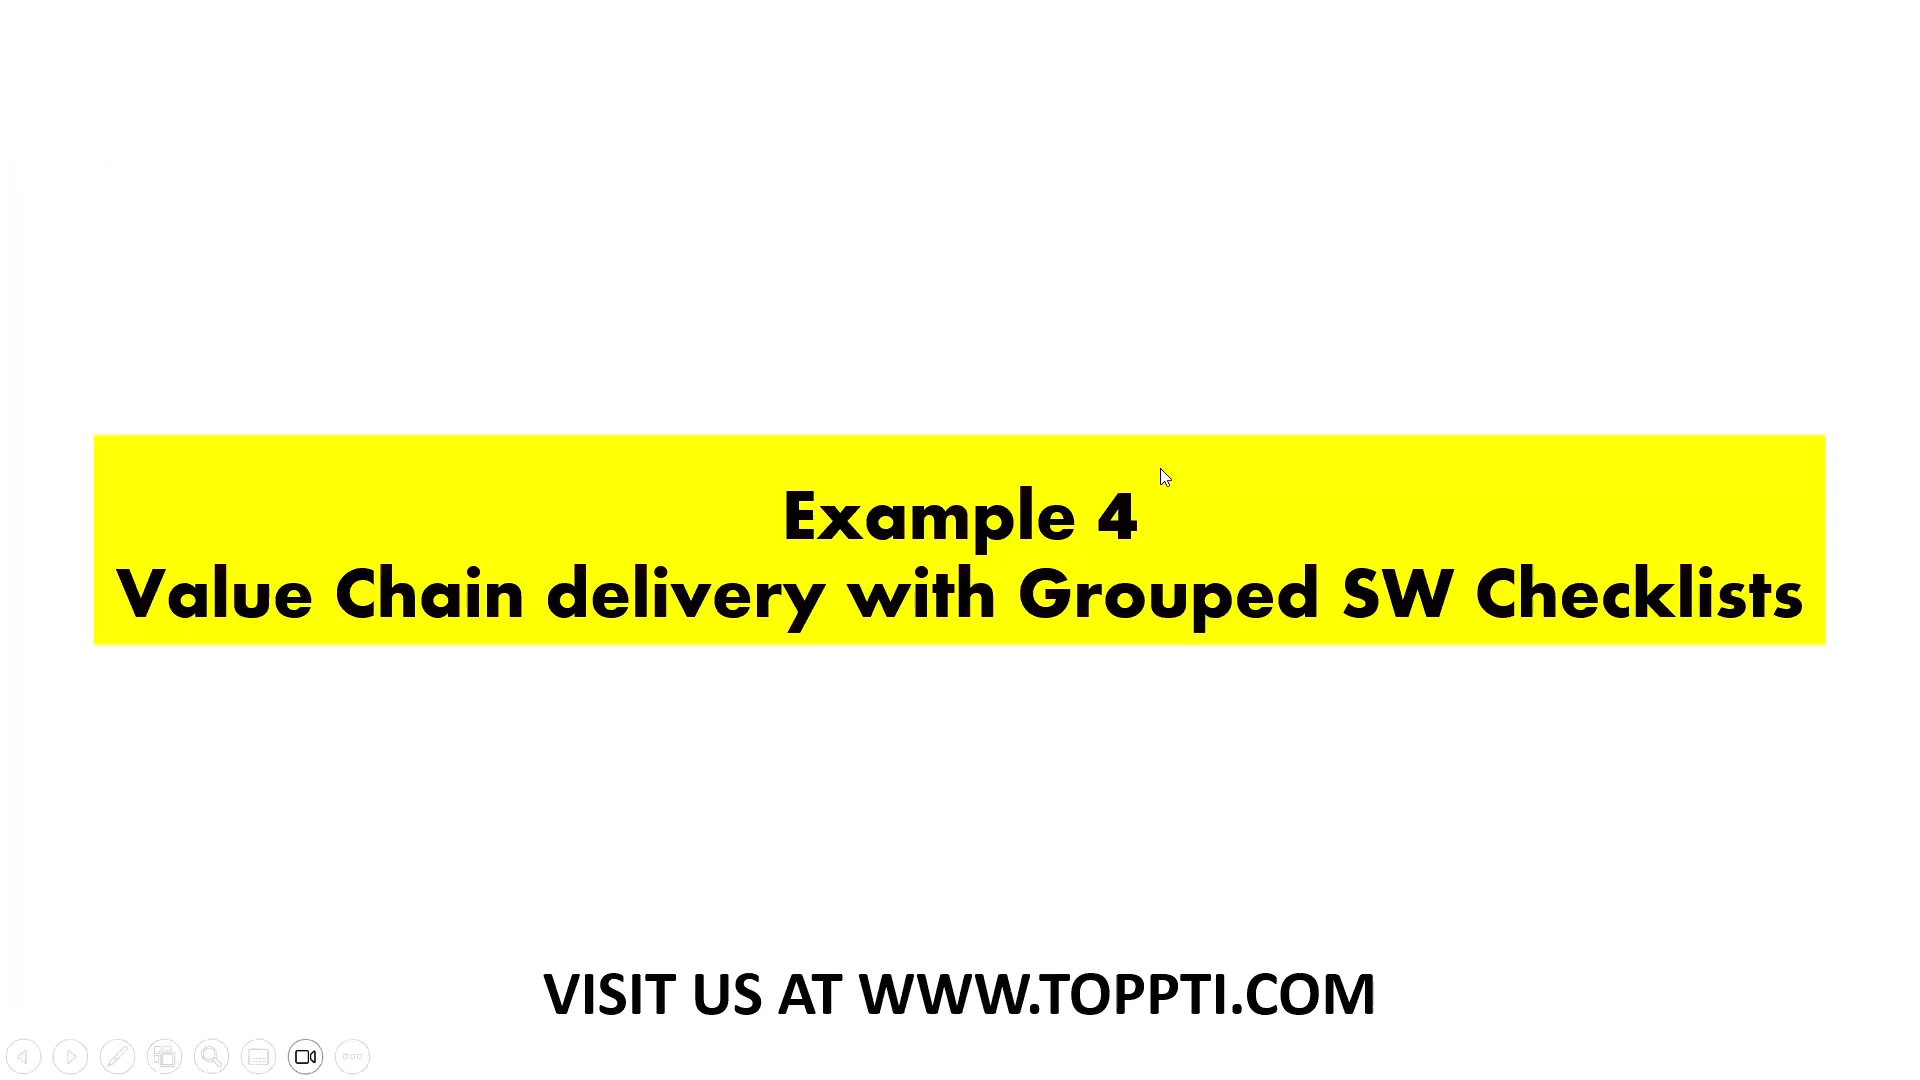 Example 4
Value Chain delivery with Grouped SW Checklists
VISIT US AT WWW.TOPPTI.COM